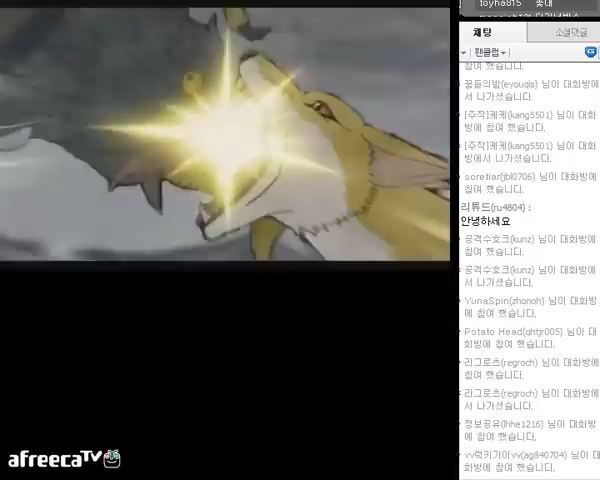 toyha815 꽃대
채팅 소셜댓글
팬클럽
참여 했습니다.
꿈들의밤(eyouqls) 님이 대화방에
서 나가셨습니다.
[주작]케케(kang5501) 님이 대화방
에 참여 했습니다.
[주작]케케(kang5501) 님이 대화
방에서 나가셨습니다.
soretiar(jbl0706) 님이 대화방에
참여 했습니다.
리튜드(ru4804) :
안녕하세요
공격수호크(kunz) 님이 대화방에
참여 했습니다.
공격수호크(kunz) 님이 대화방에
서 나가셨습니다.
YunaSpin(zhonoh) 님이 대화방
에 참여 했습니다.
Potato Head(qhtjr005) 님이 대
화방에 참여 했습니다.
리그로츠(regroch) 님이 대화방에
참여 했습니다.
라그로츠(regroch) 님이 대화방에
서 나가셨습니다.
정보공유(lhhe1216) 님이 대화방
에 참여 했습니다.
vv럭키가이vv(ag840704) 님이 대
화방에 참여 했습니다.
afreecaTV